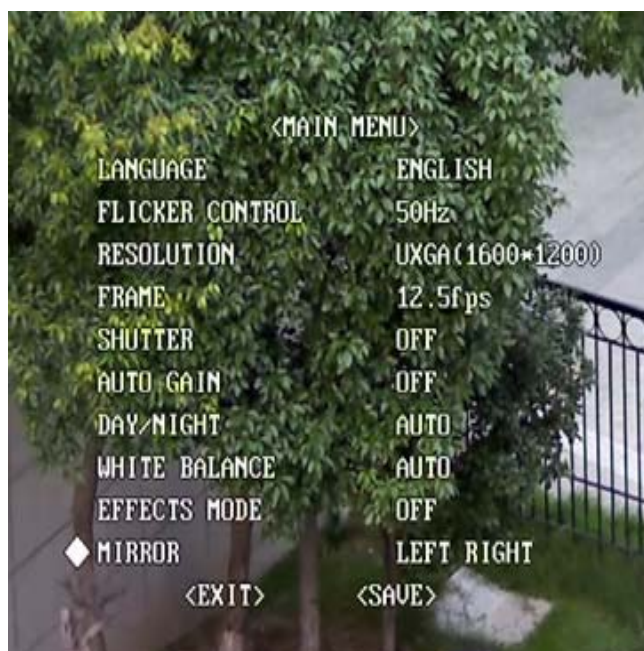 <MAIN MENU>
LANGUAGE ENGLISH
FLICKER CONTROL 50Hz
RESOLUTION UXGA(1600*1200)
FRAME 12.5fps
SHUTTER OFF
AUTO GAIN OFF
DAY/NIGHT AUTO
WHITE BALANCE AUTO
EFFECTS MODE OFF
MIRROR LEFT RIGHT
<EXIT> <SAVE>